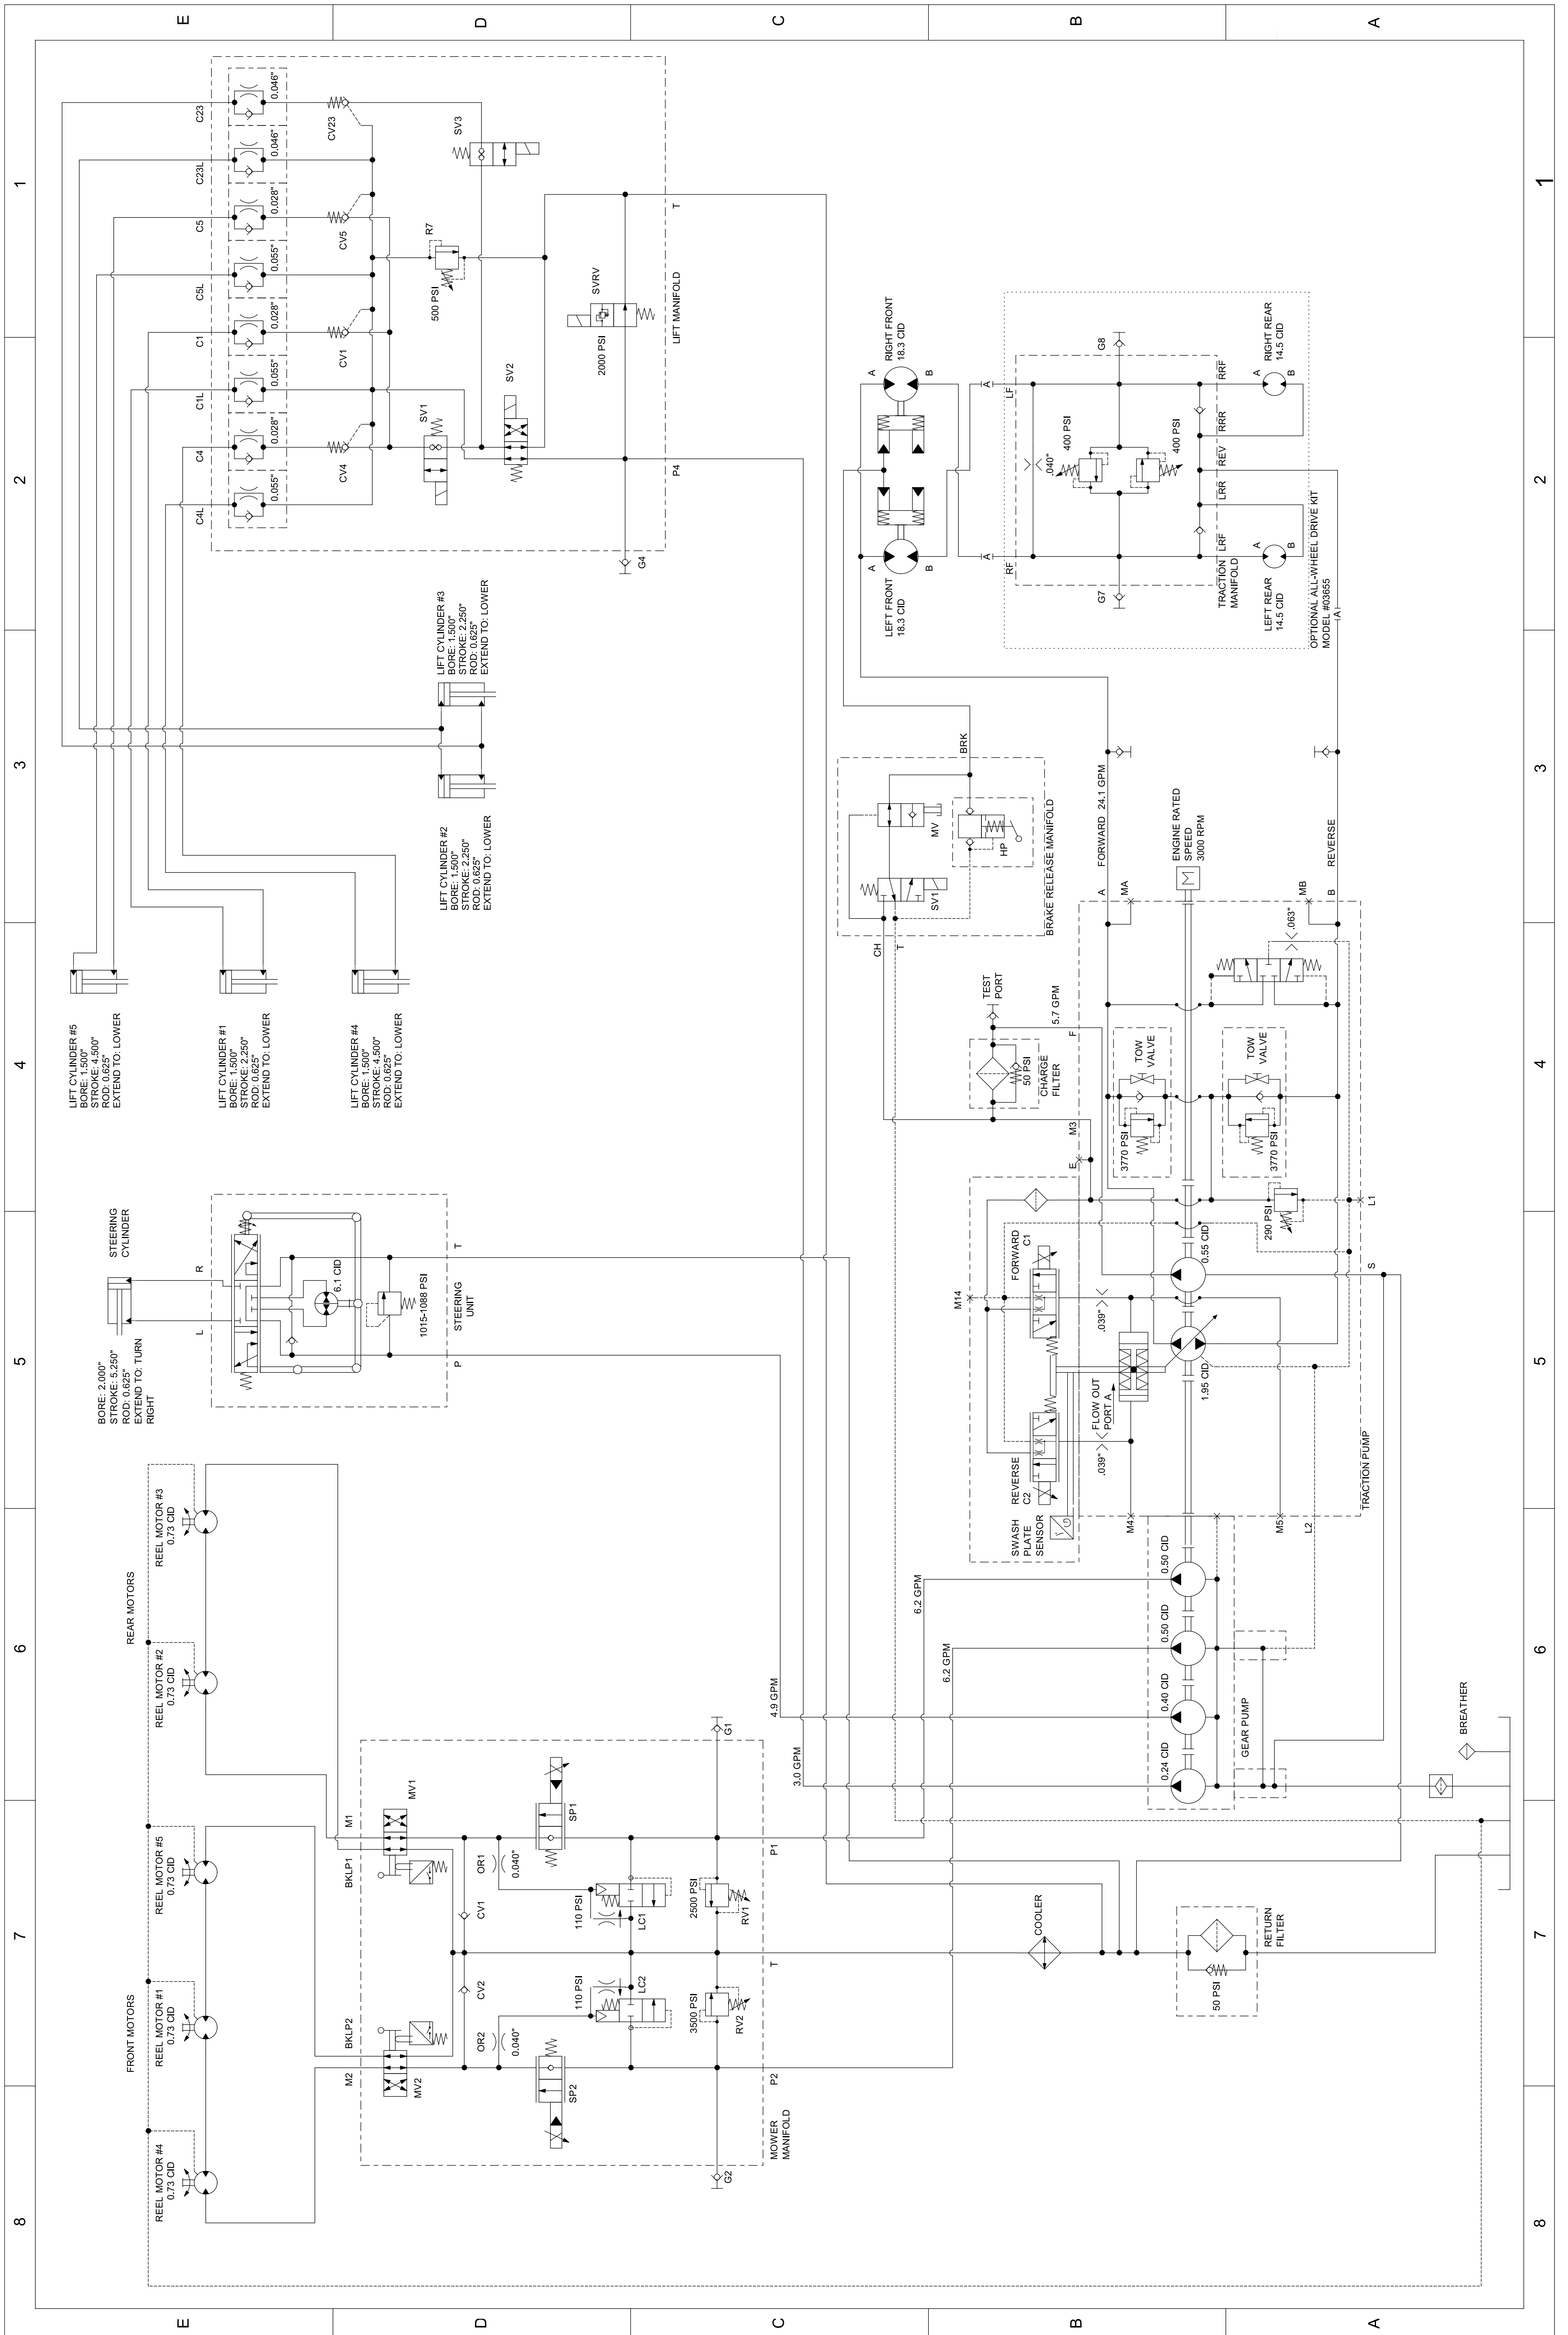 E
D
C
B
A
1
2
3
4
5
6
7
8
C23
C23L
C5
C5L
C1
C1L
C4
C4L
0.046"
0.046"
0.028"
0.055"
0.028"
0.055"
0.028"
0.055"
CV23
CV5
CV1
CV4
SV3
R7
500 PSI
SV1
SV2
SVRV
2000 PSI
T
P4
LIFT MANIFOLD
G4
LIFT CYLINDER #3
BORE: 1.500"
STROKE: 2.250"
ROD: 0.625"
EXTEND TO: LOWER
LIFT CYLINDER #2
BORE: 1.500"
STROKE: 2.250"
ROD: 0.625"
EXTEND TO: LOWER
LIFT CYLINDER #5
BORE: 1.500"
STROKE: 4.500"
ROD: 0.625"
EXTEND TO: LOWER
LIFT CYLINDER #1
BORE: 1.500"
STROKE: 2.250"
ROD: 0.625"
EXTEND TO: LOWER
LIFT CYLINDER #4
BORE: 1.500"
STROKE: 4.500"
ROD: 0.625"
EXTEND TO: LOWER
STEERING
CYLINDER
BORE: 2.000"
STROKE: 5.250"
ROD: 0.625"
EXTEND TO: TURN
RIGHT
R
L
6.1 CID
1015-1088 PSI
T
P
STEERING
UNIT
RIGHT FRONT
18.3 CID
A
B
LEFT FRONT
18.3 CID
A
B
A
LF
A
RF
G8
G7
.040"
400 PSI
400 PSI
RRF
RRR
REV
LRR
LRF
TRACTION
MANIFOLD
RIGHT REAR
14.5 CID
A
B
LEFT REAR
14.5 CID
A
B
OPTIONAL ALL-WHEEL DRIVE KIT
MODEL #03655
A
BRK
MV
HP
SV1
BRAKE RELEASE MANIFOLD
CH
T
FORWARD 24.1 GPM
ENGINE RATED
SPEED
3000 RPM
M
REVERSE
A
MA
MB
B
.063"
TEST
PORT
5.7 GPM
F
50 PSI
CHARGE
FILTER
TOW
VALVE
TOW
VALVE
3770 PSI
3770 PSI
M3
E
290 PSI
L1
FORWARD
C1
M14
.039"
0.55 CID
S
FLOW OUT
PORT A
1.95 CID
.039"
REVERSE
C2
SWASH
PLATE
SENSOR
M4
M5
L2
TRACTION PUMP
0.50 CID
0.50 CID
0.40 CID
0.24 CID
GEAR PUMP
6.2 GPM
6.2 GPM
4.9 GPM
3.0 GPM
BREATHER
REAR MOTORS
REEL MOTOR #3
0.73 CID
REEL MOTOR #2
0.73 CID
REEL MOTOR #5
0.73 CID
FRONT MOTORS
REEL MOTOR #1
0.73 CID
REEL MOTOR #4
0.73 CID
M1
MV1
BKLP1
BKLP2
M2
MV2
SP1
OR1
0.040"
CV1
CV2
OR2
0.040"
SP2
110 PSI
LC1
110 PSI
LC2
2500 PSI
RV1
3500 PSI
RV2
G1
P1
T
P2
G2
MOWER
MANIFOLD
COOLER
50 PSI
RETURN
FILTER
E
D
C
B
A
1
2
3
4
5
6
7
8